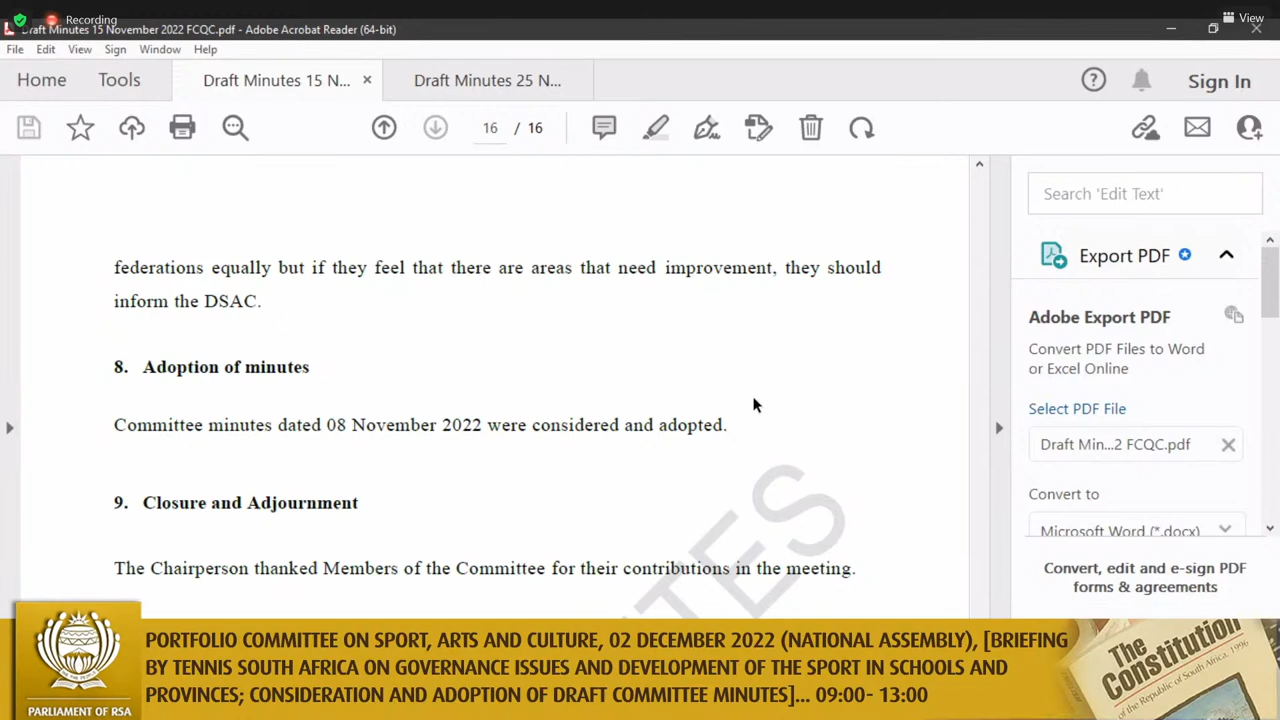 Recording
View
Draft Minutes 15 November 2022 FCQC.pdf - Adobe Acrobat Reader (64-bit)
File Edit View Sign Window Help
Home Tools Draft Minutes 15 N... × Draft Minutes 25 N... Sign In
16 / 16
Search 'Edit Text'
federations equally but if they feel that there are areas that need improvement, they should
inform the DSAC.
8. Adoption of minutes
Committee minutes dated 08 November 2022 were considered and adopted.
9. Closure and Adjournment
The Chairperson thanked Members of the Committee for their contributions in the meeting.
Export PDF
Adobe Export PDF
Convert PDF Files to Word
or Excel Online
Select PDF File
Draft Min...2 FCQC.pdf
Convert to
Microsoft Word (*.docx)
Convert, edit and e-sign PDF
forms & agreements
PARLIAMENT OF RSA
PORTFOLIO COMMITTEE ON SPORT, ARTS AND CULTURE, 02 DECEMBER 2022 (NATIONAL ASSEMBLY), [BRIEFING
BY TENNIS SOUTH AFRICA ON GOVERNANCE ISSUES AND DEVELOPMENT OF THE SPORT IN SCHOOLS AND
PROVINCES; CONSIDERATION AND ADOPTION OF DRAFT COMMITTEE MINUTES]... 09:00- 13:00
The
Constitution
of the Republic of South Africa, 1996